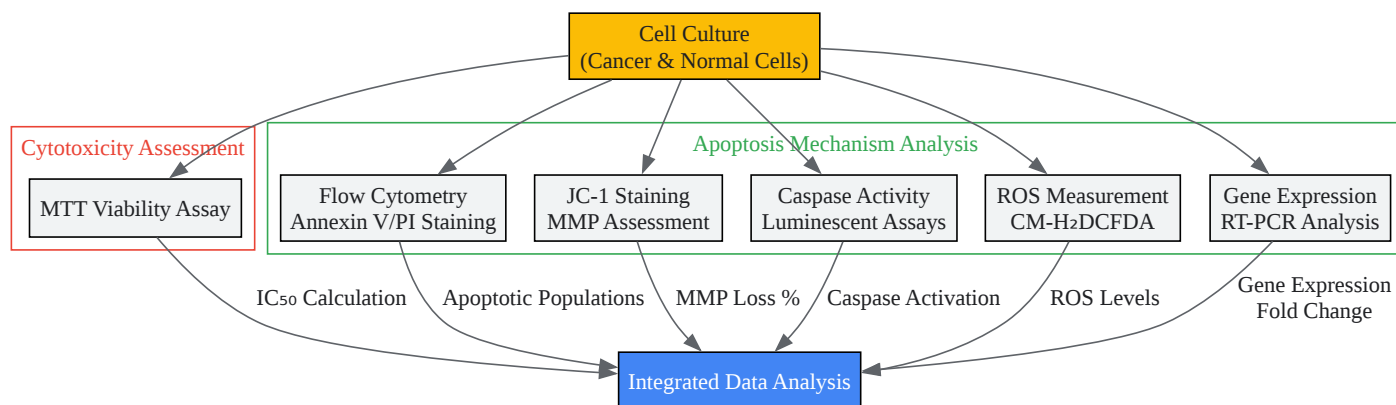 Cell Culture
(Cancer & Normal Cells)
Cytotoxicity Assessment
Apoptosis Mechanism Analysis
MTT Viability Assay
Flow Cytometry
Annexin V/PI Staining
JC-1 Staining
MMP Assessment
Caspase Activity
Luminescent Assays
ROS Measurement
CM-H₂DCFDA
Gene Expression
RT-PCR Analysis
IC₅₀ Calculation
Apoptotic Populations
MMP Loss %
Caspase Activation
ROS Levels
Gene Expression
Fold Change
Integrated Data Analysis